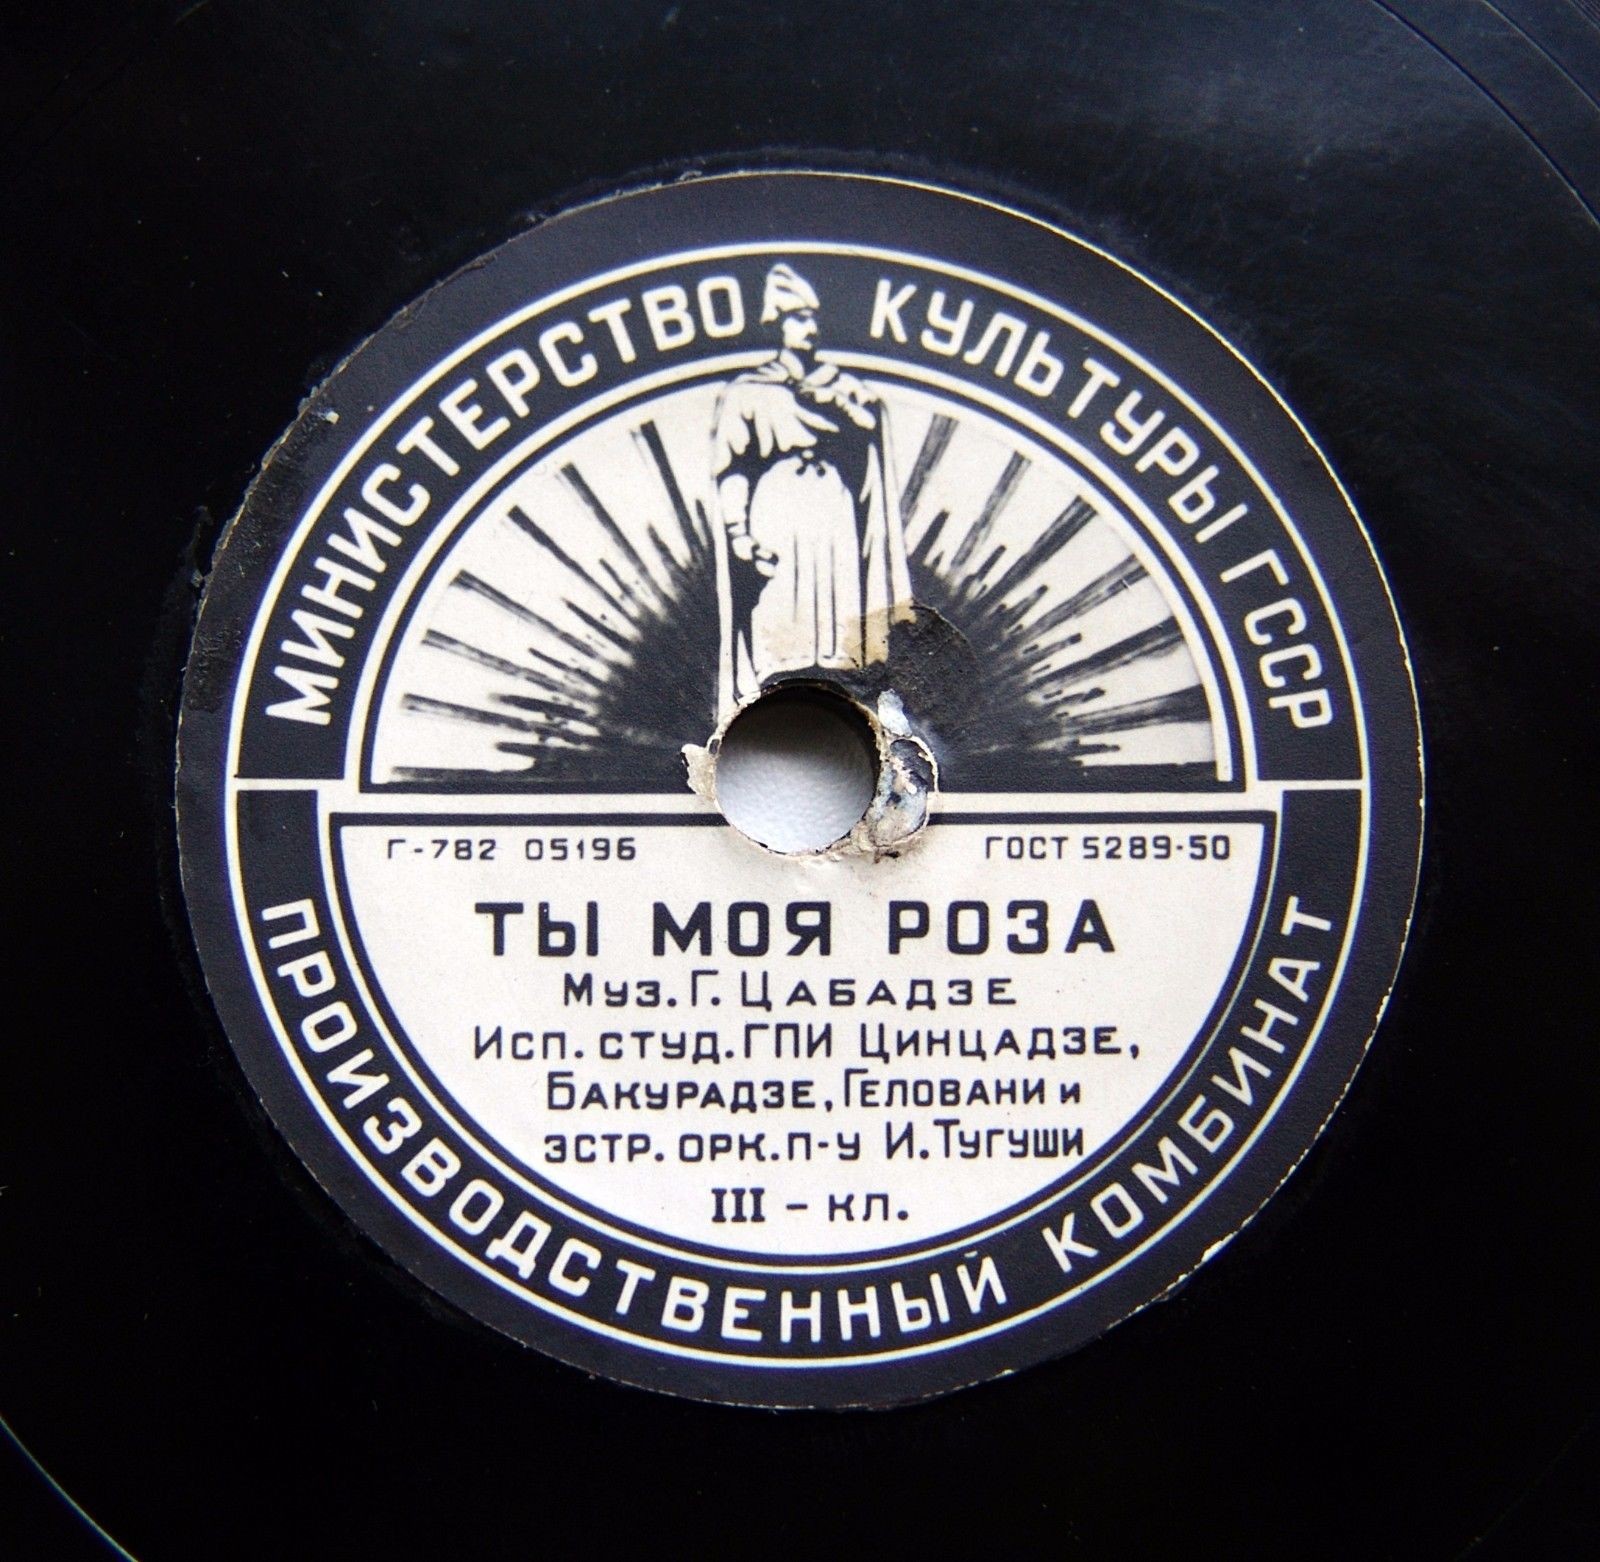 МИНИСТЕРСТВО КУЛЬТУРЫ ГССР
Г-782 05196
ГОСТ 5289-50
ТЫ МОЯ РОЗА
Муз. Г. ЦАБАДЗЕ
Исп. студ. ГПИ ЦИНЦАДЗЕ,
БАКУРАДЗЕ, ГЕЛОВАНИ и
эстр. орк. п-у И. ТУГУШИ
III - кл.
ПРОИЗВОДСТВЕННЫЙ КОМБИНАТ